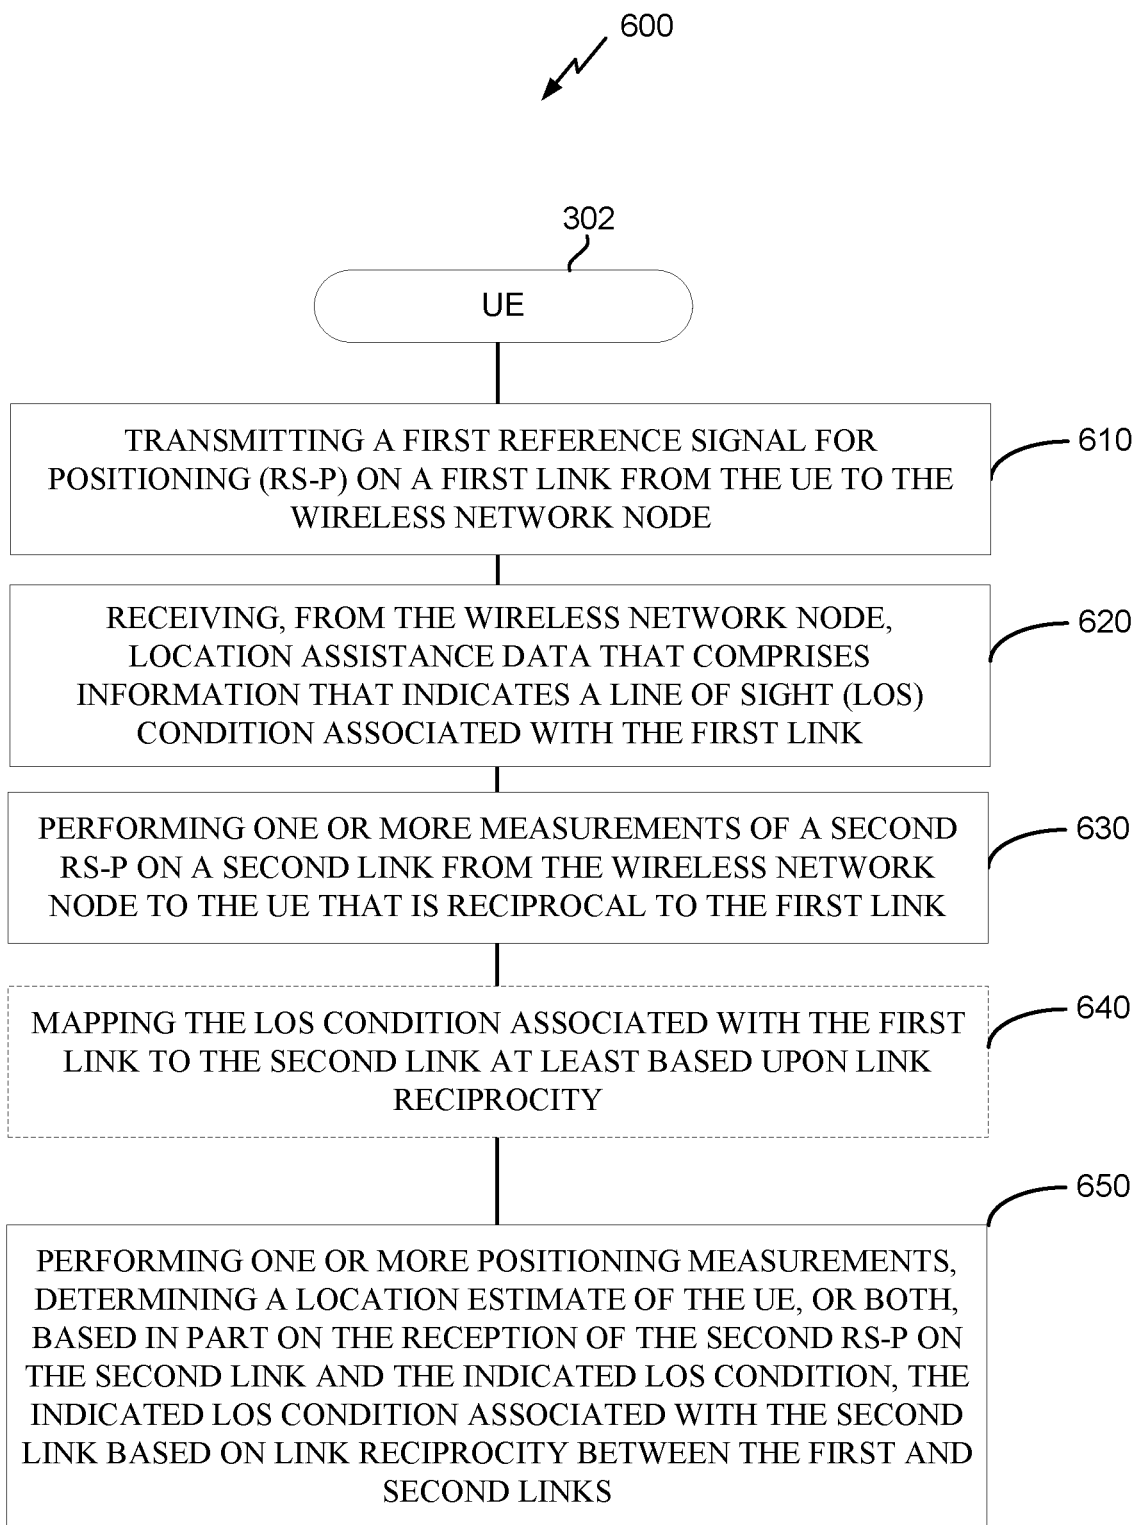 600
302
UE
TRANSMITTING A FIRST REFERENCE SIGNAL FOR
POSITIONING (RS-P) ON A FIRST LINK FROM THE UE TO THE
WIRELESS NETWORK NODE
610
RECEIVING, FROM THE WIRELESS NETWORK NODE,
LOCATION ASSISTANCE DATA THAT COMPRISES
INFORMATION THAT INDICATES A LINE OF SIGHT (LOS)
CONDITION ASSOCIATED WITH THE FIRST LINK
620
PERFORMING ONE OR MORE MEASUREMENTS OF A SECOND
RS-P ON A SECOND LINK FROM THE WIRELESS NETWORK
NODE TO THE UE THAT IS RECIPROCAL TO THE FIRST LINK
630
MAPPING THE LOS CONDITION ASSOCIATED WITH THE FIRST
LINK TO THE SECOND LINK AT LEAST BASED UPON LINK
RECIPROCITY
640
PERFORMING ONE OR MORE POSITIONING MEASUREMENTS,
DETERMINING A LOCATION ESTIMATE OF THE UE, OR BOTH,
BASED IN PART ON THE RECEPTION OF THE SECOND RS-P ON
THE SECOND LINK AND THE INDICATED LOS CONDITION, THE
INDICATED LOS CONDITION ASSOCIATED WITH THE SECOND
LINK BASED ON LINK RECIPROCITY BETWEEN THE FIRST AND
SECOND LINKS
650